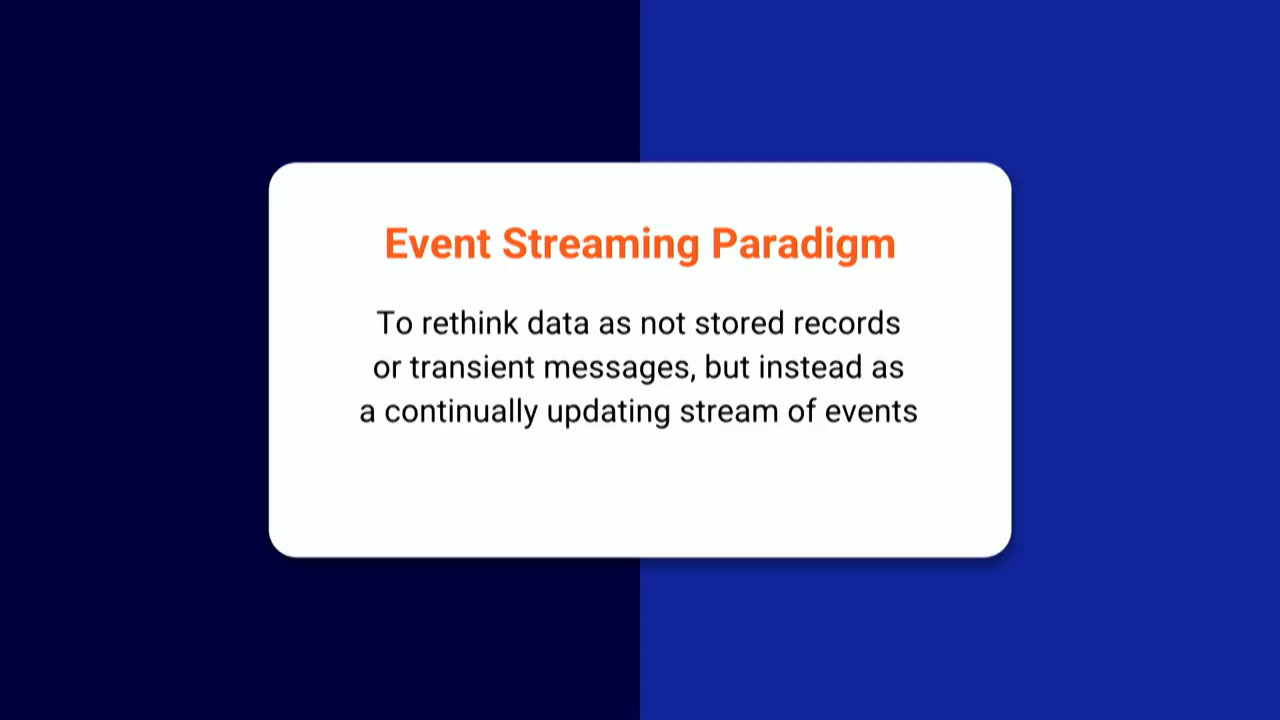 Event Streaming Paradigm
To rethink data as not stored records
or transient messages, but instead as
a continually updating stream of events